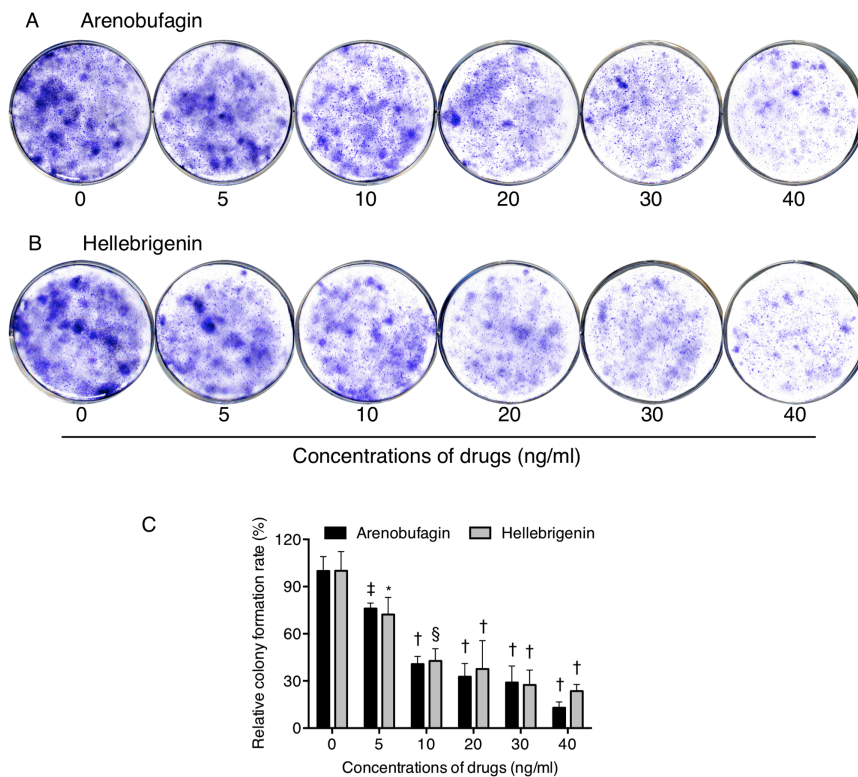 A Arenobufagin
0 5 10 20 30 40
B Hellebrigenin
0 5 10 20 30 40
Concentrations of drugs (ng/ml)
C
Arenobufagin Hellebrigenin
Relative colony formation rate (%)
120
90
60
30
0
‡ * † § † † † † † †
0 5 10 20 30 40
Concentrations of drugs (ng/ml)